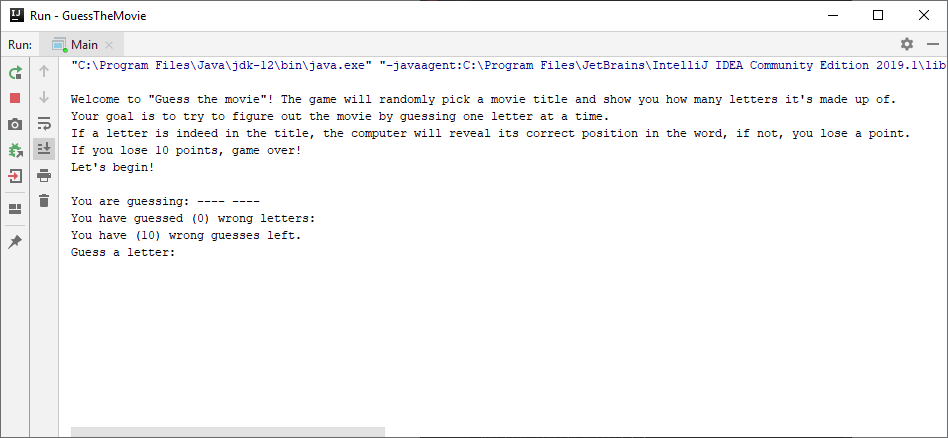 Run - GuessTheMovie
Run: Main
"C:\Program Files\Java\jdk-12\bin\java.exe" "-javaagent:C:\Program Files\JetBrains\IntelliJ IDEA Community Edition 2019.1\lib
Welcome to "Guess the movie"! The game will randomly pick a movie title and show you how many letters it's made up of.
Your goal is to try to figure out the movie by guessing one letter at a time.
If a letter is indeed in the title, the computer will reveal its correct position in the word, if not, you lose a point.
If you lose 10 points, game over!
Let's begin!
You are guessing: ---- ----
You have guessed (0) wrong letters:
You have (10) wrong guesses left.
Guess a letter: